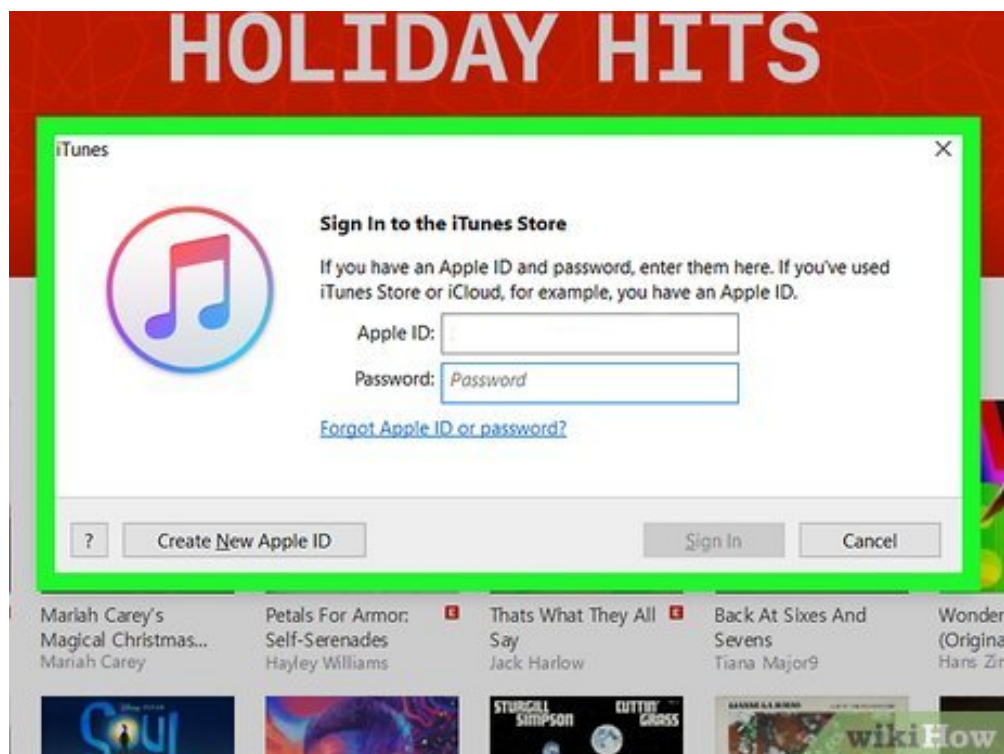 HOLIDAY HITS
iTunes
Sign In to the iTunes Store
If you have an Apple ID and password, enter them here. If you've used
iTunes Store or iCloud, for example, you have an Apple ID.
Apple ID:
Password: Password
Forgot Apple ID or password?
? Create New Apple ID Sign In Cancel
Mariah Carey's
Magical Christmas...
Mariah Carey
Petals For Armor: E
Self-Serenades
Hayley Williams
Thats What They All E
Say
Jack Harlow
Back At Sixes And
Sevens
Tiana Major9
Wonder
(Origina
Hans Zi
Disney PIXAR
SOUL
STURGILL
SIMPSON
CUTTIN'
GRASS
wikiHow